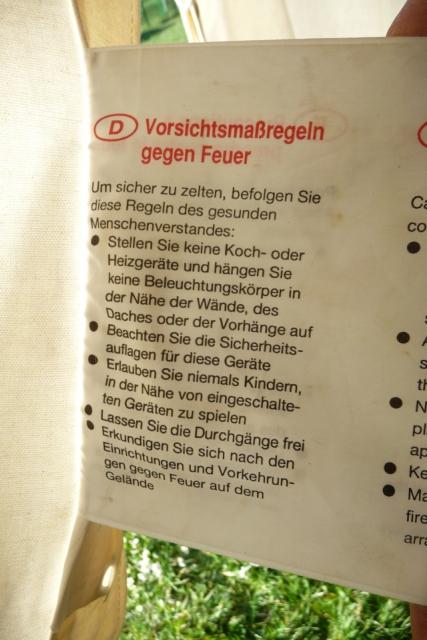 D Vorsichtsmaßregeln
gegen Feuer
Um sicher zu zelten, befolgen Sie
diese Regeln des gesunden
Menschenverstandes:
● Stellen Sie keine Koch- oder
Heizgeräte und hängen Sie
keine Beleuchtungskörper in
der Nähe der Wände, des
Daches oder der Vorhänge auf
● Beachten Sie die Sicherheits-
auflagen für diese Geräte
● Erlauben Sie niemals Kindern,
in der Nähe von eingeschalte-
ten Geräten zu spielen
● Lassen Sie die Durchgänge frei
● Erkundigen Sie sich nach den
Einrichtungen und Vorkehrun-
gen gegen Feuer auf dem
Gelände